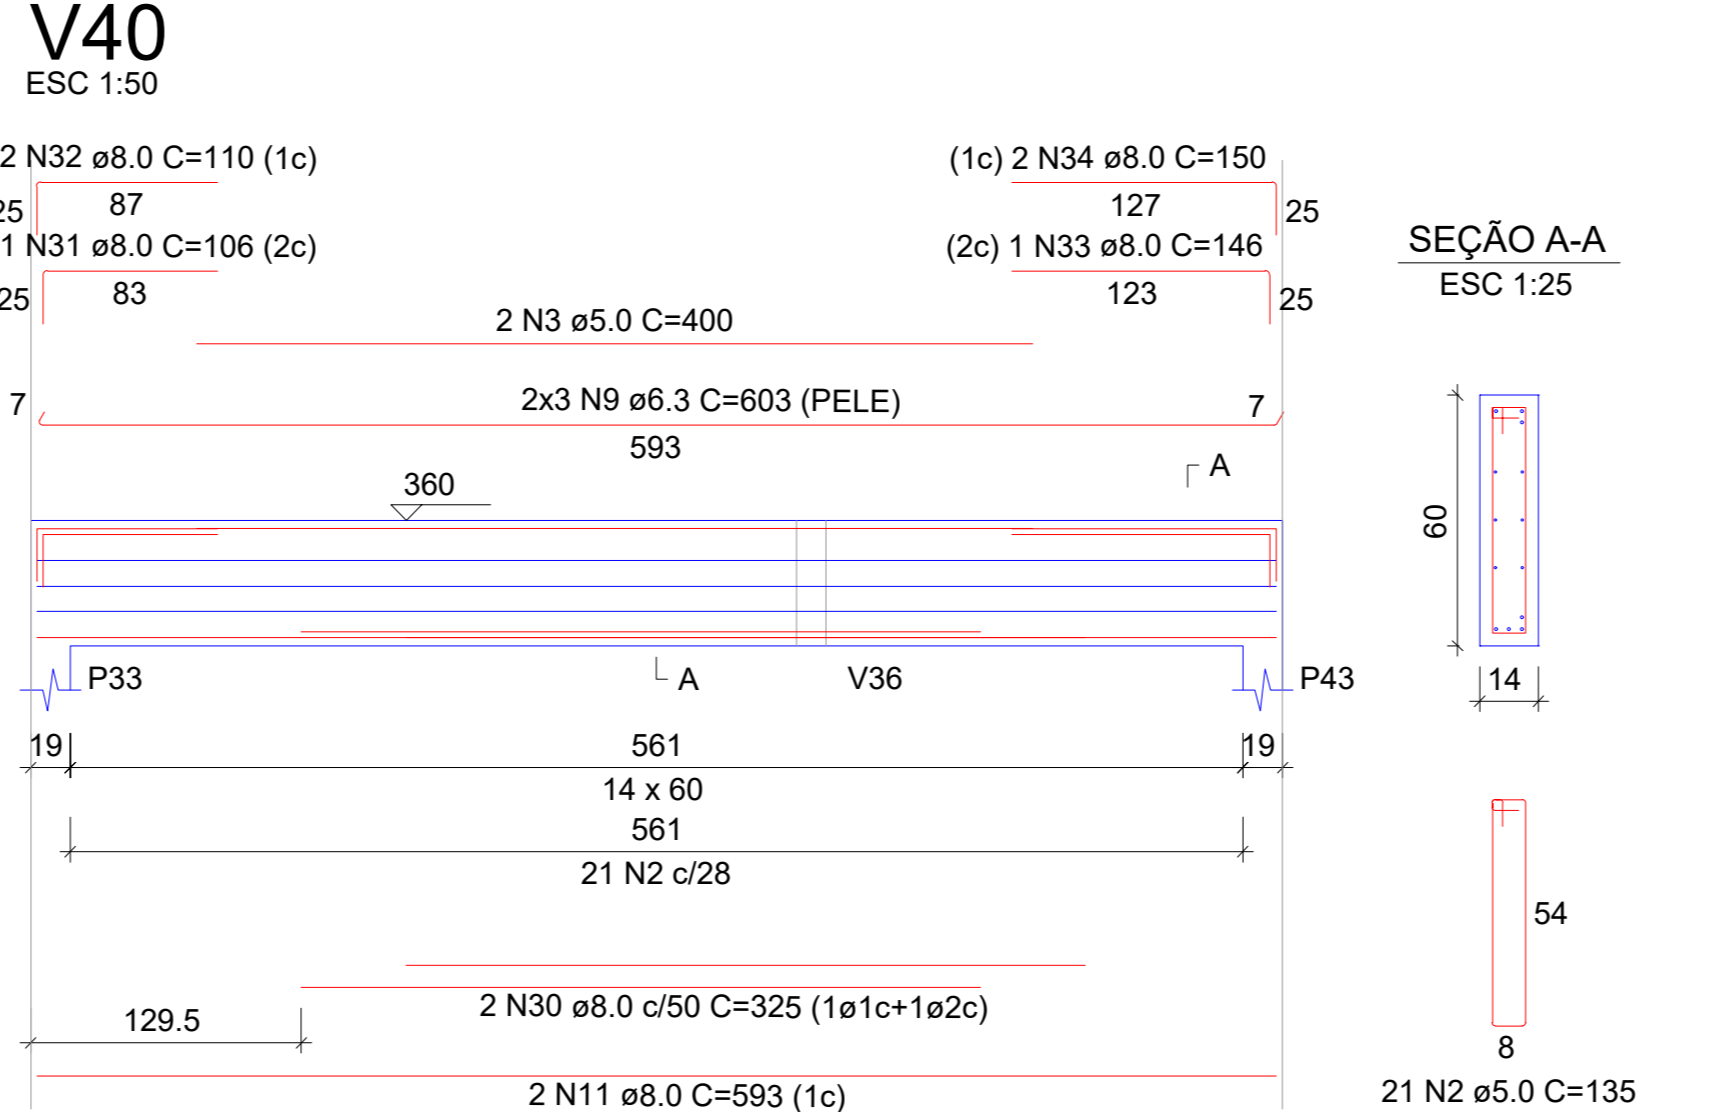 V40
ESC 1:50
2 N32 ø8.0 C=110 (1c)
(1c) 2 N34 ø8.0 C=150
25
87
127
25
1 N31 ø8.0 C=106 (2c)
(2c) 1 N33 ø8.0 C=146
25
83
123
25
SEÇÃO A-A
ESC 1:25
2 N3 ø5.0 C=400
7
2x3 N9 ø6.3 C=603 (PELE)
7
593
A
360
60
P33
A
V36
P43
14
19
561
19
14 x 60
561
21 N2 c/28
54
2 N30 ø8.0 c/50 C=325 (1ø1c+1ø2c)
129.5
8
2 N11 ø8.0 C=593 (1c)
21 N2 ø5.0 C=135